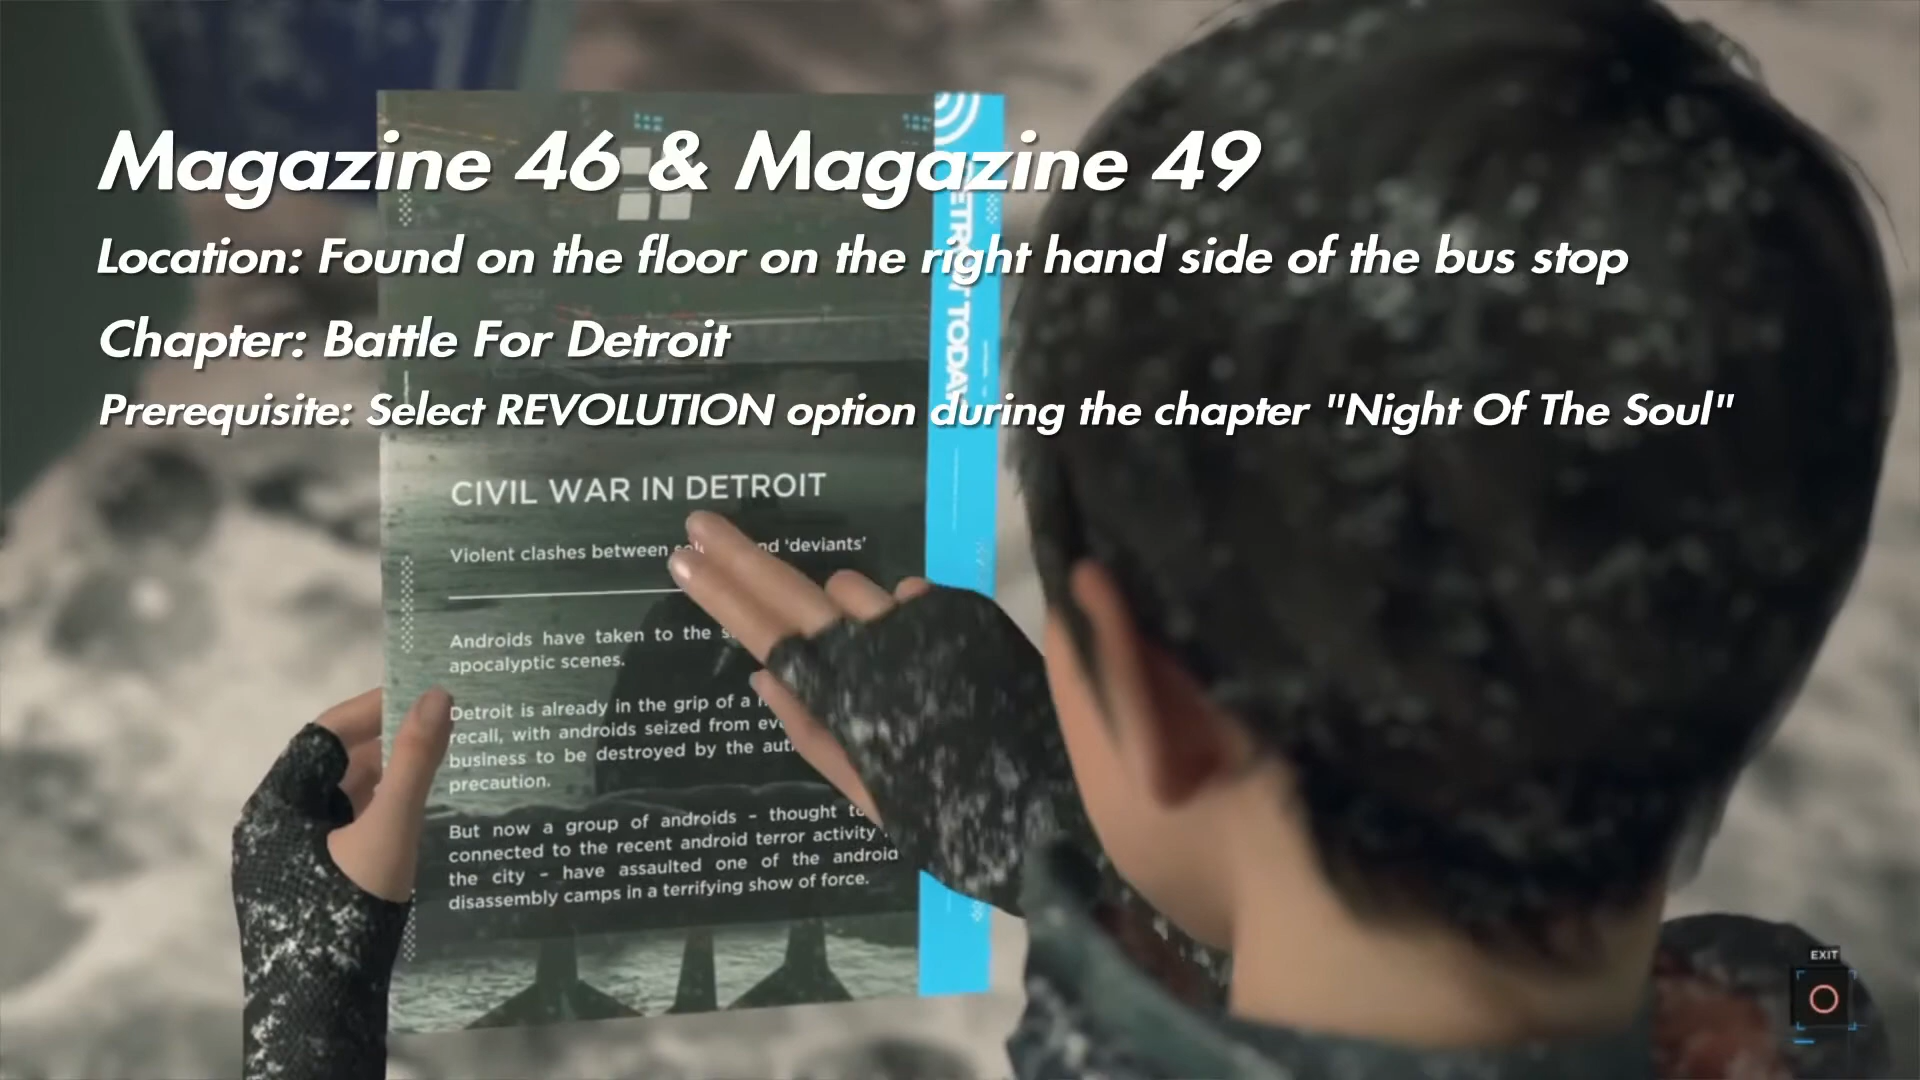 Magazine 46 & Magazine 49
Location: Found on the floor on the right hand side of the bus stop
Chapter: Battle For Detroit
Prerequisite: Select REVOLUTION option during the chapter "Night Of The Soul"
DETROIT TODAY
CIVIL WAR IN DETROIT
Violent clashes between 'deviants'
Androids have taken to the
apocalyptic scenes.
Detroit is already in the grip of a
recall, with androids seized from
business to be destroyed by the
precaution.
But now a group of androids – thought
connected to the recent android terror activity
the city – have assaulted one of the android
disassembly camps in a terrifying show of force.
EXIT